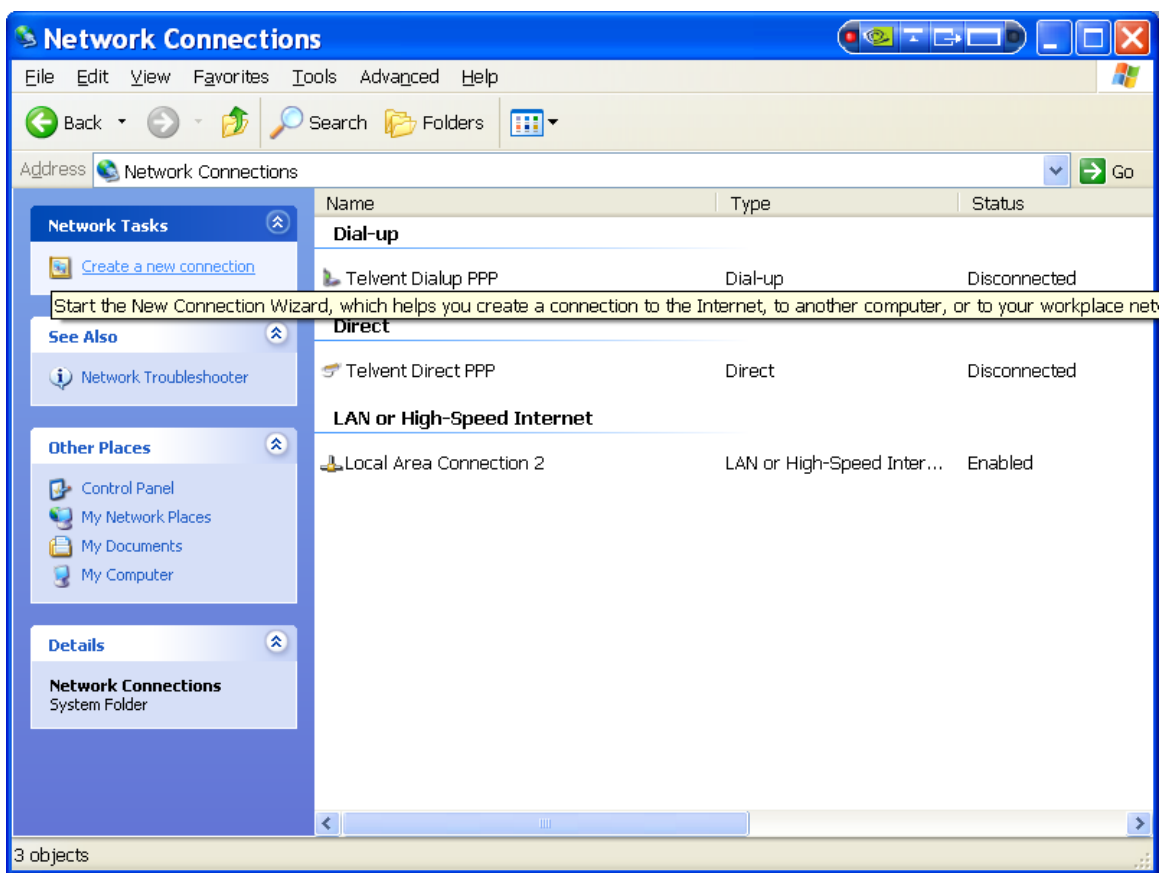 Network Connections
File Edit View Favorites Tools Advanced Help
Back Search Folders
Address Network Connections Go
Network Tasks
Create a new connection
Start the New Connection Wizard, which helps you create a connection to the Internet, to another computer, or to your workplace
See Also
Network Troubleshooter
Other Places
Control Panel
My Network Places
My Documents
My Computer
Details
Network Connections
System Folder
Name Type Status
Dial-up
Telvent Dialup PPP Dial-up Disconnected
Direct
Telvent Direct PPP Direct Disconnected
LAN or High-Speed Internet
Local Area Connection 2 LAN or High-Speed Inter... Enabled
3 objects